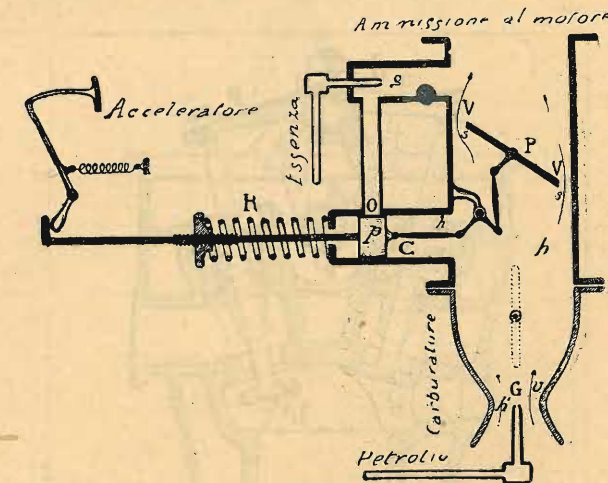 Ammissione al motore
Acceleratore
Essenza
g
V
s
P
V
s
R
O
h
p
C
h
Carburatore
G
h
v
Petrolio